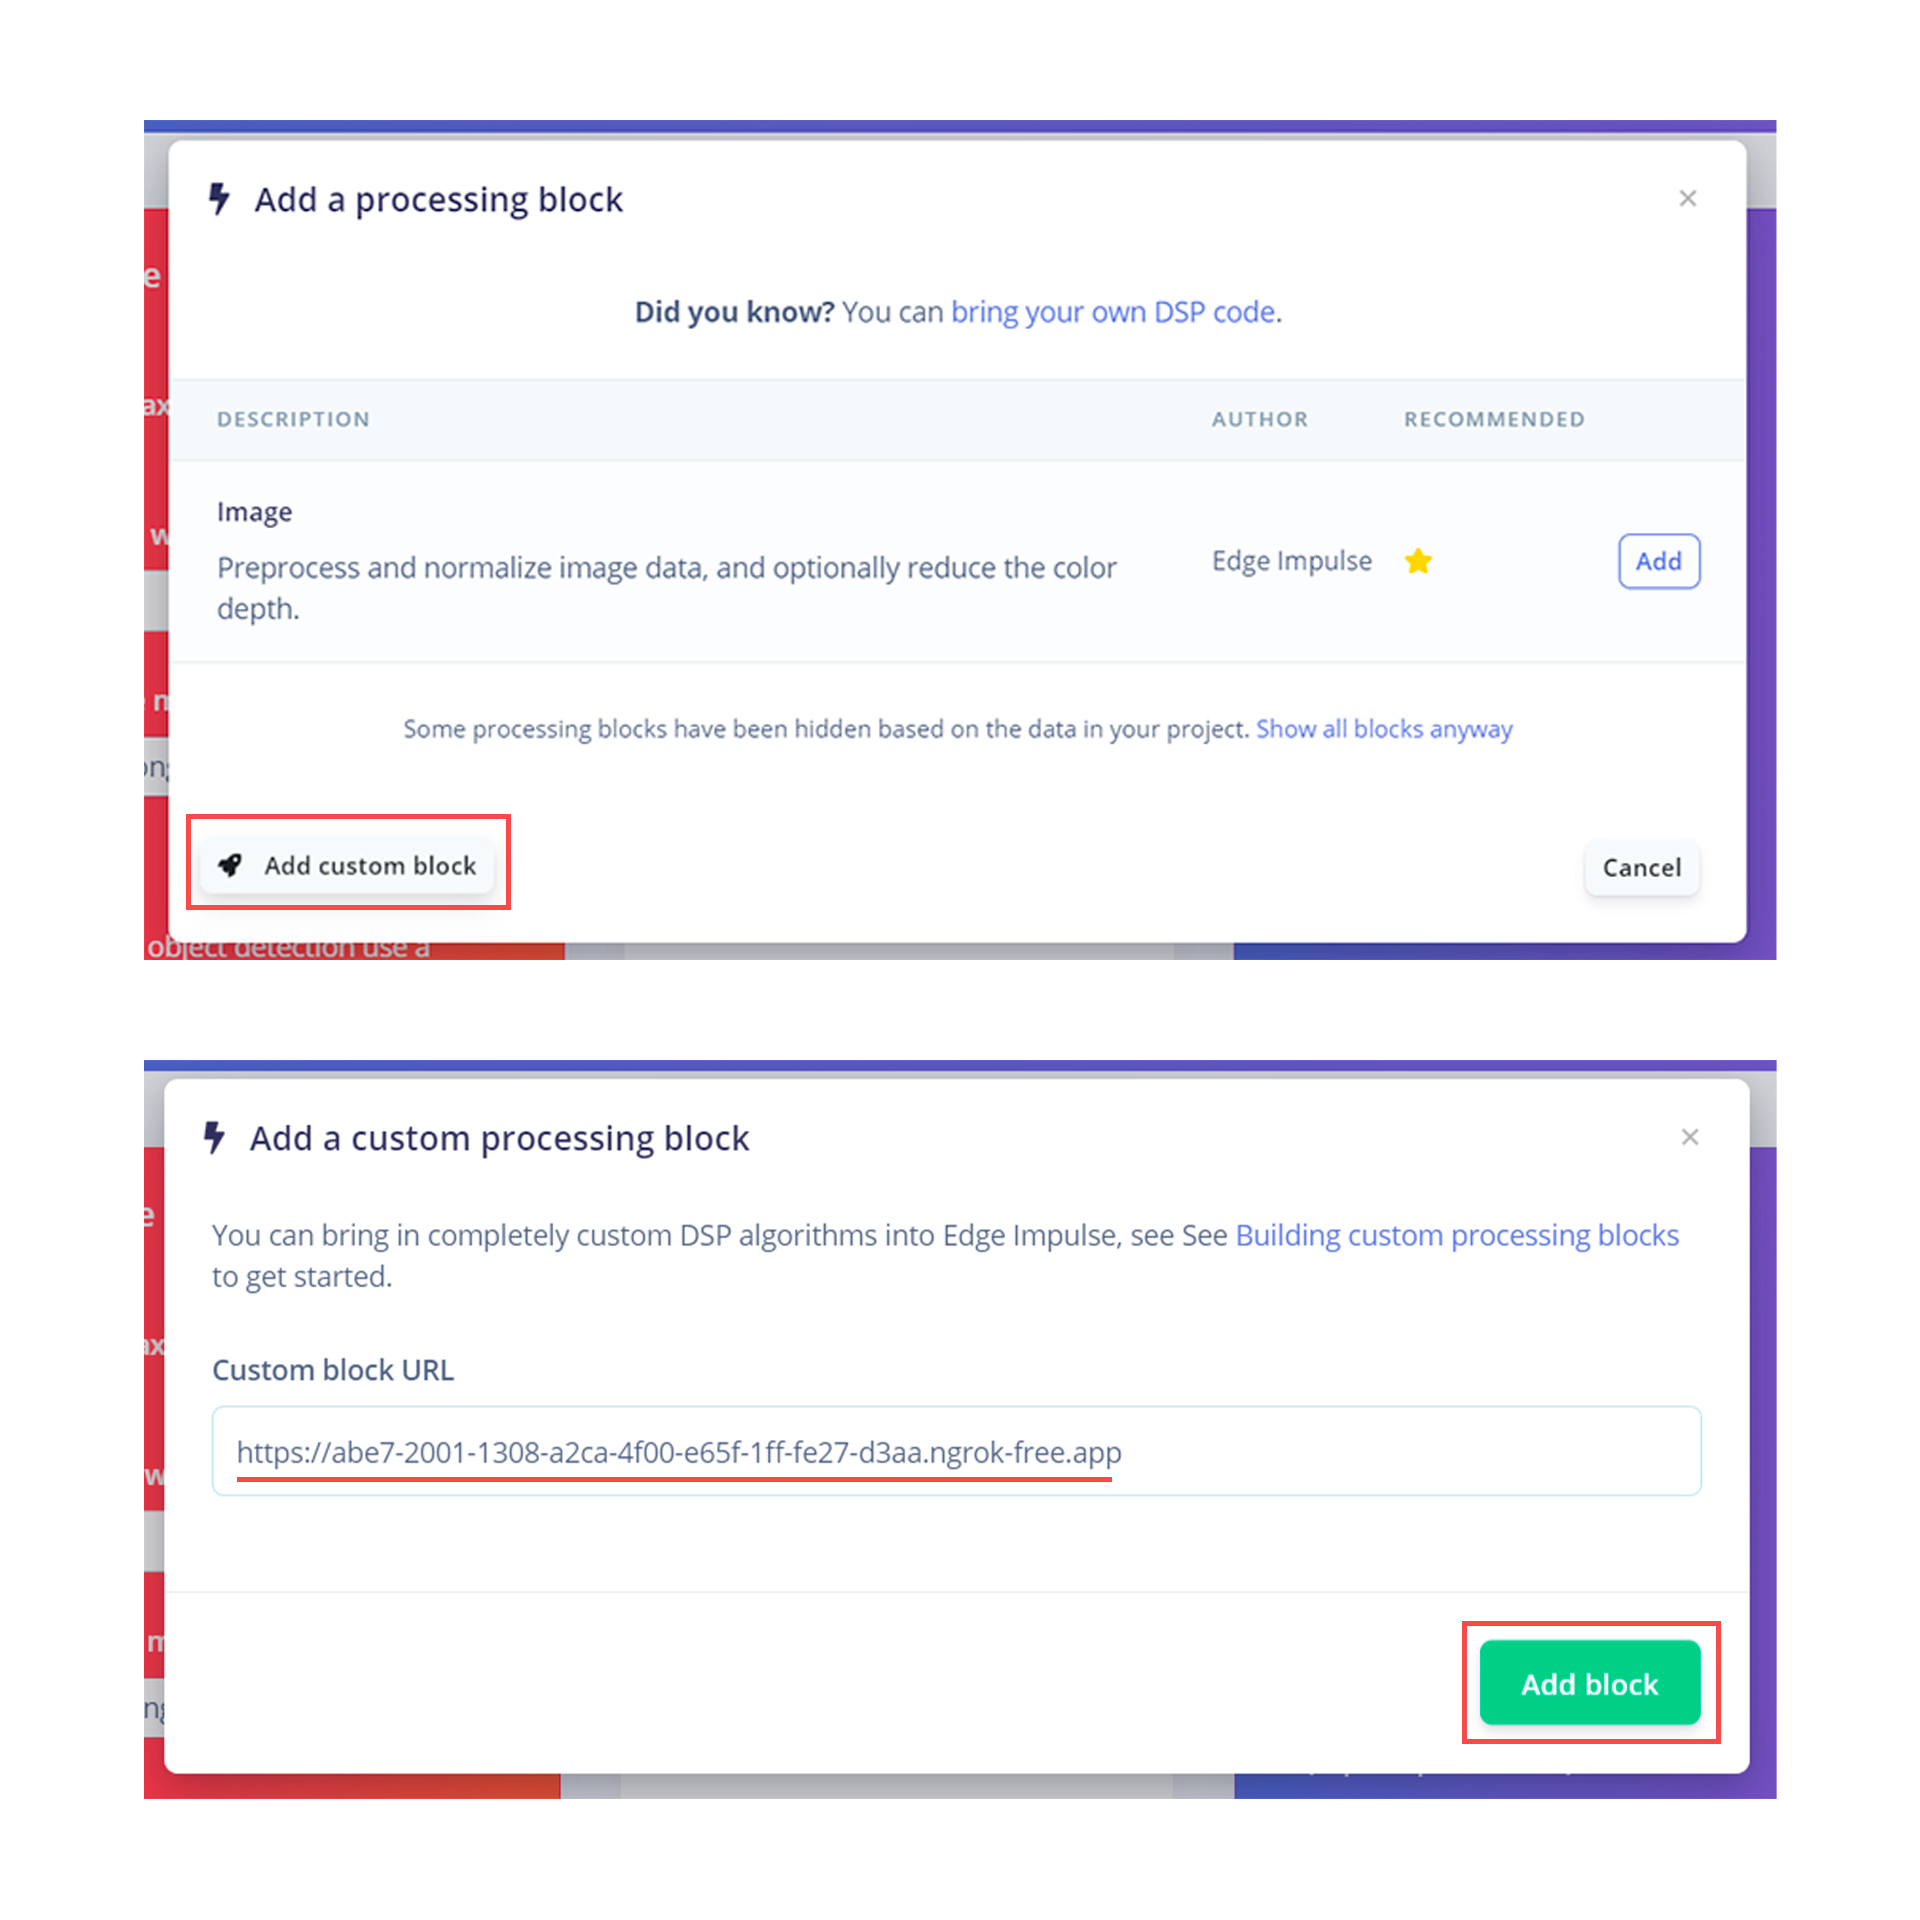 Add a processing block
Did you know? You can bring your own DSP code.
DESCRIPTION AUTHOR RECOMMENDED
Image
Preprocess and normalize image data, and optionally reduce the color
depth.
Edge Impulse
Add
Some processing blocks have been hidden based on the data in your project. Show all blocks anyway
Add custom block
Cancel
object detection use a
Add a custom processing block
You can bring in completely custom DSP algorithms into Edge Impulse, see See Building custom processing blocks
to get started.
Custom block URL
https://abe7-2001-1308-a2ca-4f00-e65f-1ff-fe27-d3aa.ngrok-free.app
Add block